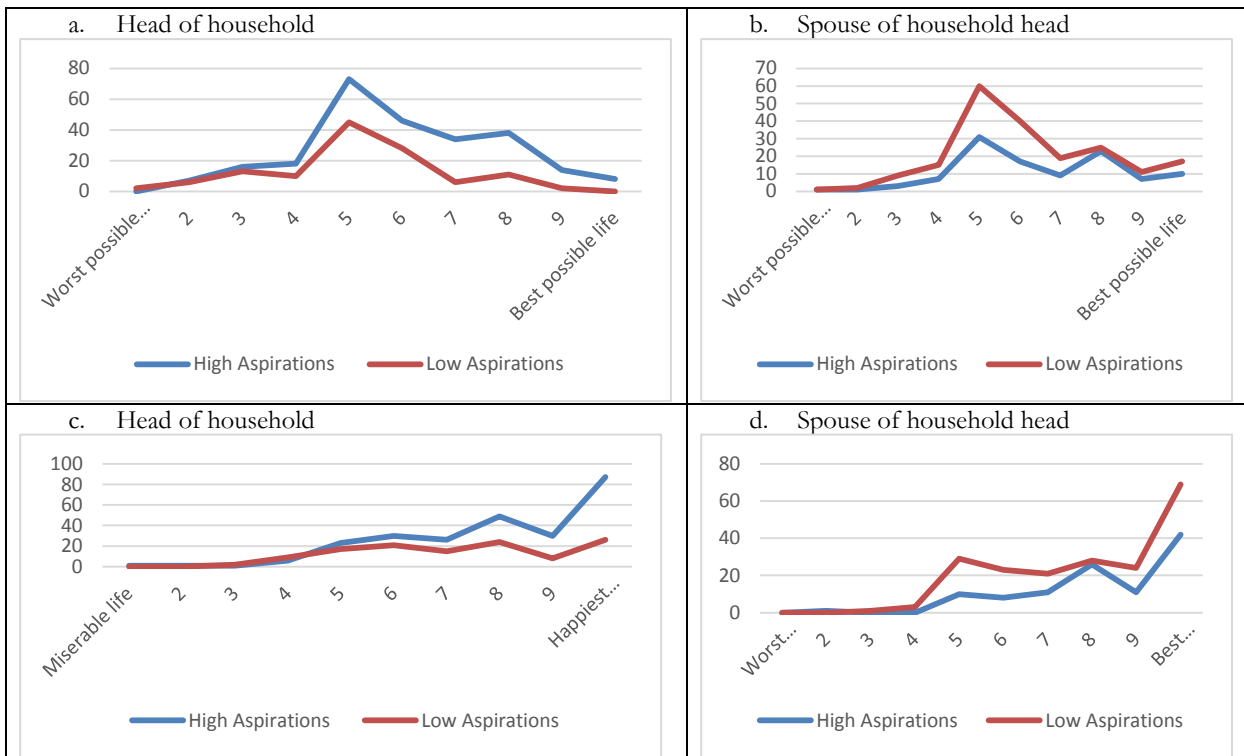 a. Head of household
80
60
40
20
0
Worst possible…
2
3
4
5
6
7
8
9
Best possible life
High Aspirations
Low Aspirations
b. Spouse of household head
70
60
50
40
30
20
10
0
Worst possible…
2
3
4
5
6
7
8
9
Best possible life
High Aspirations
Low Aspirations
c. Head of household
100
80
60
40
20
0
Miserable life
2
3
4
5
6
7
8
9
Happiest…
High Aspirations
Low Aspirations
d. Spouse of household head
80
60
40
20
0
Worst…
2
3
4
5
6
7
8
9
Best…
High Aspirations
Low Aspirations